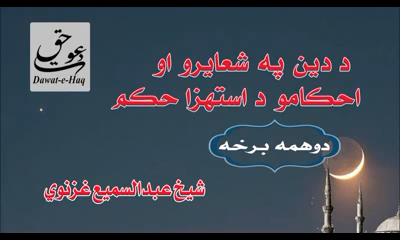 دعوت حق
Dawat-e-Haq
د دین په شعایرو او
احکامو د استهزا حکم
دوهمه برخه
شیخ عبدالسمیع غزنوي